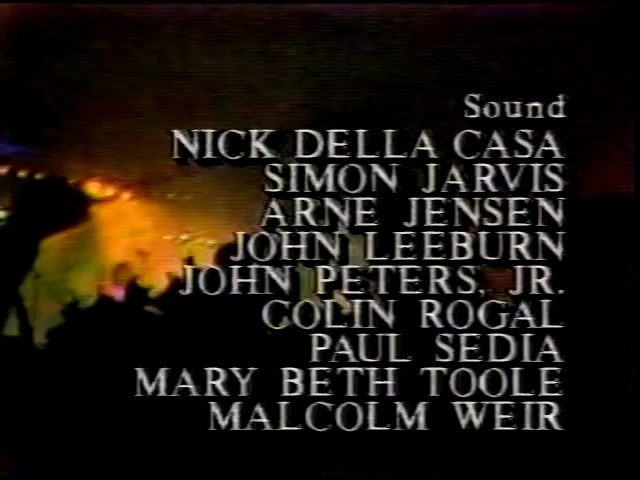 Sound
NICK DELLA CASA
SIMON JARVIS
ARNE JENSEN
JOHN LEEBURN
JOHN PETERS, JR.
COLIN ROGAL
PAUL SEDIA
MARY BETH TOOLE
MALCOLM WEIR